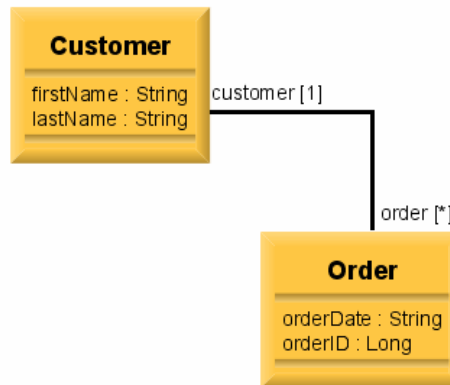 Customer
firstName : String
lastName : String
customer [1]
order [*]
Order
orderDate : String
orderID : Long